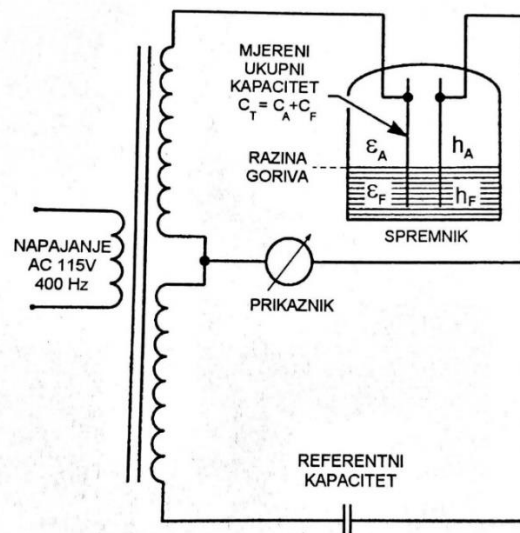 MJERENI
UKUPNI
KAPACITET
C_T = C_A+C_F
ε_A
h_A
RAZINA
GORIVA
ε_F
h_F
SPREMNIK
NAPAJANJE
AC 115V
400 Hz
PRIKAZNIK
REFERENTNI
KAPACITET